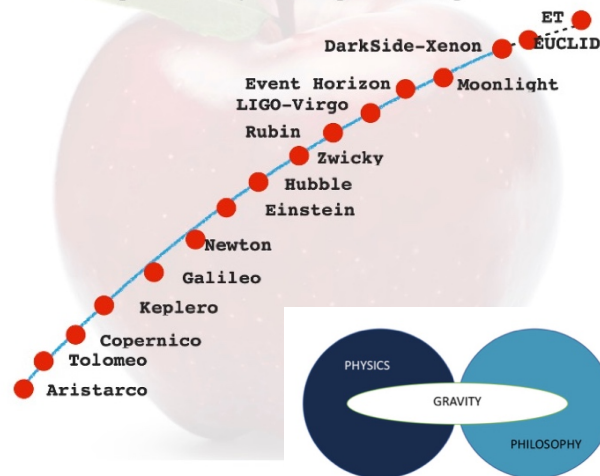 ET
EUCLID
DarkSide-Xenon
Moonlight
Event Horizon
LIGO-Virgo
Rubin
Zwicky
Hubble
Einstein
Newton
Galileo
Keplero
Copernico
Tolomeo
Aristarco
PHYSICS
GRAVITY
PHILOSOPHY